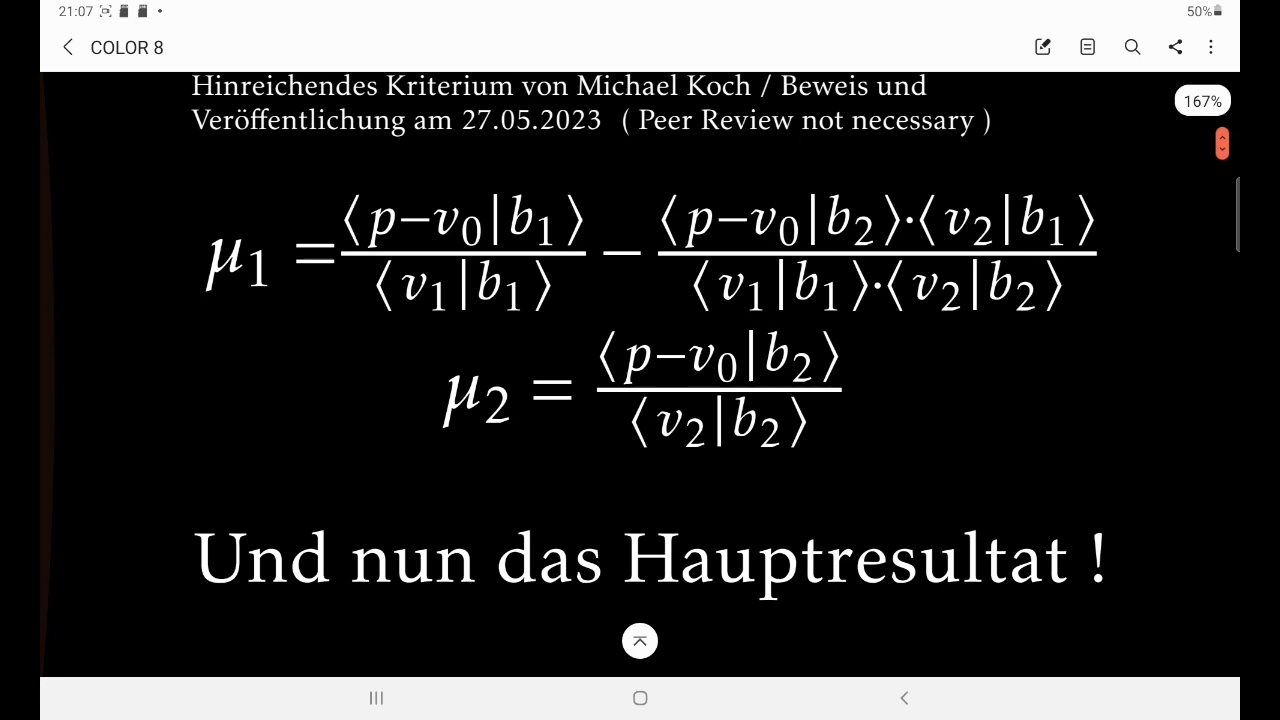 21:07
50%
COLOR 8
Hinreichendes Kriterium von Michael Koch / Beweis und
167%
Veröffentlichung am 27.05.2023 ( Peer Review not necessary )
μ₁ = ⟨p−v₀|b₁⟩/⟨v₁|b₁⟩ − ⟨p−v₀|b₂⟩·⟨v₂|b₁⟩/⟨v₁|b₁⟩·⟨v₂|b₂⟩
μ₂ = ⟨p−v₀|b₂⟩/⟨v₂|b₂⟩
Und nun das Hauptresultat !